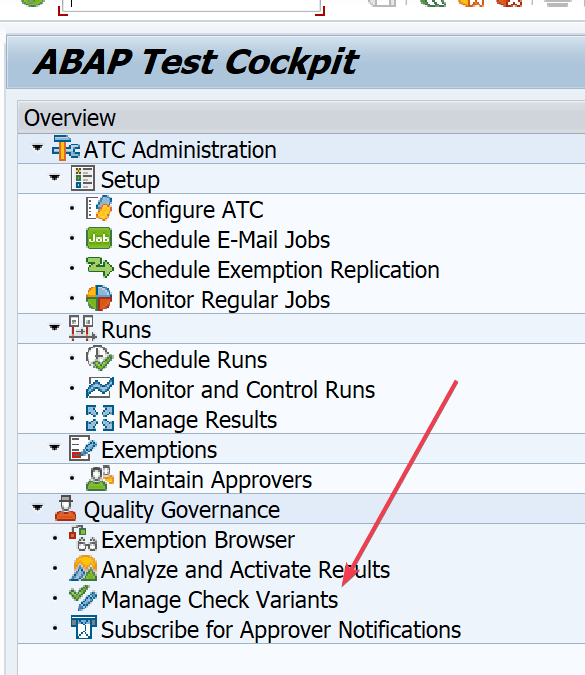 ABAP Test Cockpit
Overview
ATC Administration
Setup
Configure ATC
Job
Schedule E-Mail Jobs
Schedule Exemption Replication
Monitor Regular Jobs
Runs
Schedule Runs
Monitor and Control Runs
Manage Results
Exemptions
Maintain Approvers
Quality Governance
Exemption Browser
Analyze and Activate Results
Manage Check Variants
Subscribe for Approver Notifications